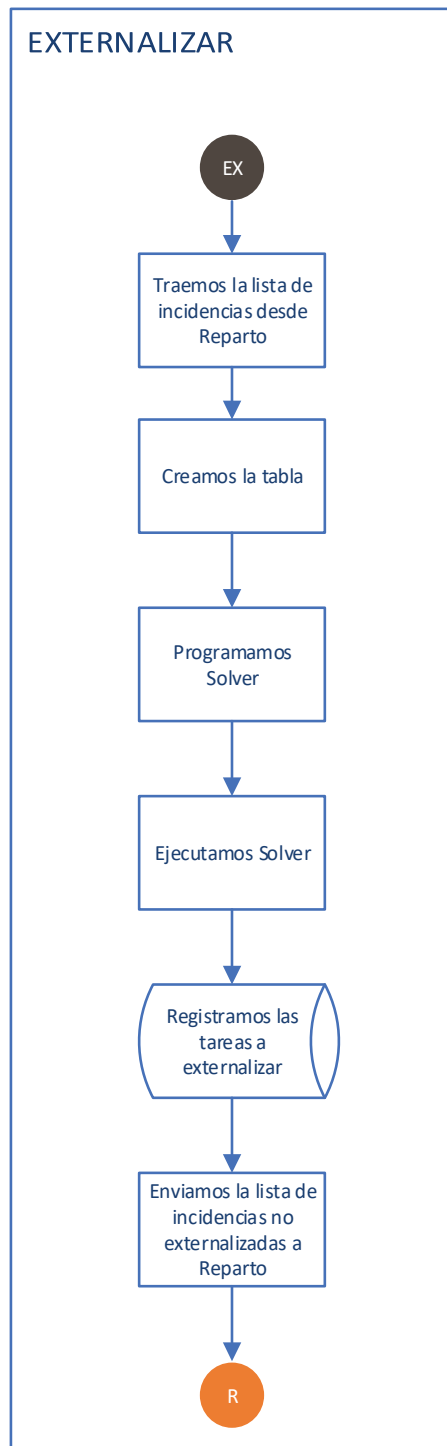 EXTERNALIZAR
EX
Traemos la lista de
incidencias desde
Reparto
Creamos la tabla
Programamos
Solver
Ejecutamos Solver
Registramos las
tareas a
externalizar
Enviamos la lista de
incidencias no
externalizadas a
Reparto
R